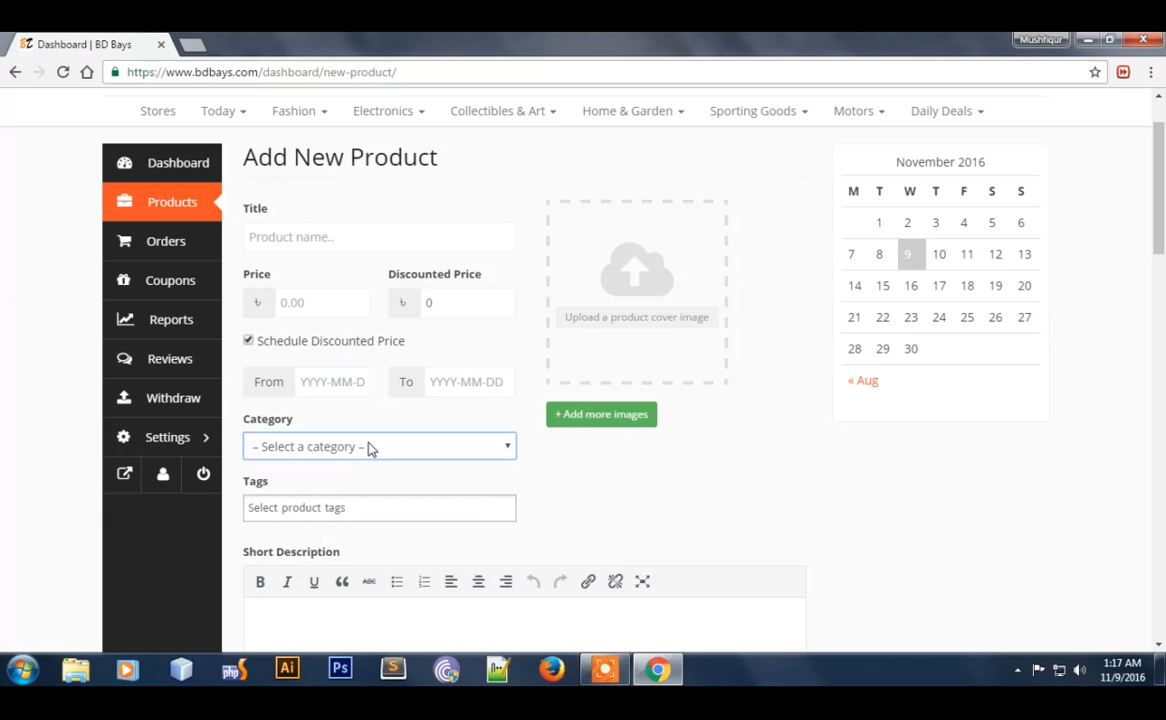 Dashboard | BD Bays
Mushfiqur
https://www.bdbays.com/dashboard/new-product/
Stores Today Fashion Electronics Collectibles & Art Home & Garden Sporting Goods Motors Daily Deals
Dashboard
Products
Orders
Coupons
Reports
Reviews
Withdraw
Settings
Add New Product
Title
Product name..
Price Discounted Price
৳ 0.00 ৳ 0
Schedule Discounted Price
From YYYY-MM-D To YYYY-MM-DD
Category
– Select a category –
Tags
Select product tags
Short Description
B I U ABC
Upload a product cover image
+ Add more images
November 2016
M T W T F S S
1 2 3 4 5 6
7 8 9 10 11 12 13
14 15 16 17 18 19 20
21 22 23 24 25 26 27
28 29 30
« Aug
php
Ai
Ps
S
1:17 AM
11/9/2016